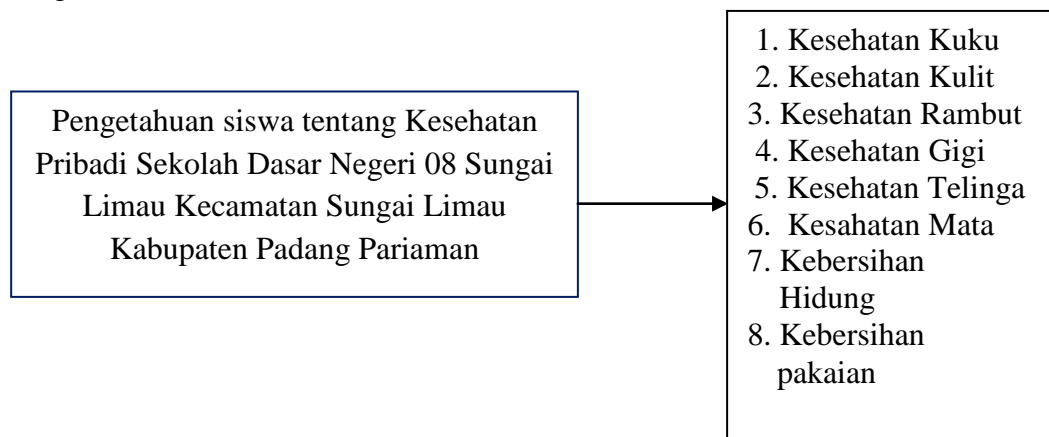 Pengetahuan siswa tentang Kesehatan
Pribadi Sekolah Dasar Negeri 08 Sungai
Limau Kecamatan Sungai Limau
Kabupaten Padang Pariaman
1. Kesehatan Kuku
2. Kesehatan Kulit
3. Kesehatan Rambut
4. Kesehatan Gigi
5. Kesehatan Telinga
6. Kesahatan Mata
7. Kebersihan
Hidung
8. Kebersihan
pakaian